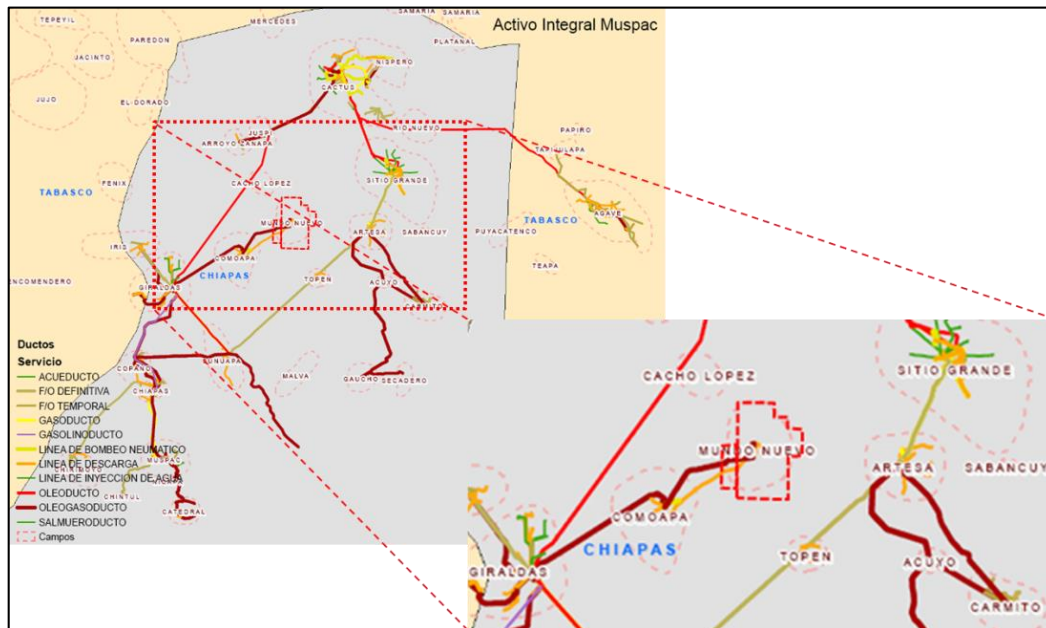 Activo Integral Muspac
TEPEYIL
MERCEDES
SAMARIA
SAMARIA
PAREDON
PLATANAL
JACINTO
NISPERO
CACTUS
JUJO
EL DORADO
JUSPI
RIO NUEVO
ARROYO ZANAPA
PAPIRO
TAPIJULAPA
SITIO GRANDE
FENIX
CACHO LOPEZ
TABASCO
AGAVE
MUNDO NUEVO
TABASCO
ARTESA
SABANCUY
PUYACATENCO
IRIS
COMOAPA
TEAPA
CHIAPAS
TOPEN
ACUYO
ENCOMENDERO
GIRALDAS
CARMITO
Ductos
Servicio
ACUEDUCTO
F/O DEFINITIVA
F/O TEMPORAL
GASODUCTO
GASOLINODUCTO
LINEA DE BOMBEO NEUMATICO
LINEA DE DESCARGA
LINEA DE INYECCION DE AGUA
OLEODUCTO
OLEOGASODUCTO
SALMUERODUCTO
Campos
UNUAPA
COPANO
CHIAPAS
MALVA
GAUCHO
SECADERO
MUSPAC
CHINTUL
CATEDRAL
SITIO GRANDE
CACHO LOPEZ
MUNDO NUEVO
ARTESA
SABANCUY
COMOAPA
CHIAPAS
TOPEN
GIRALDAS
ACUYO
CARMITO